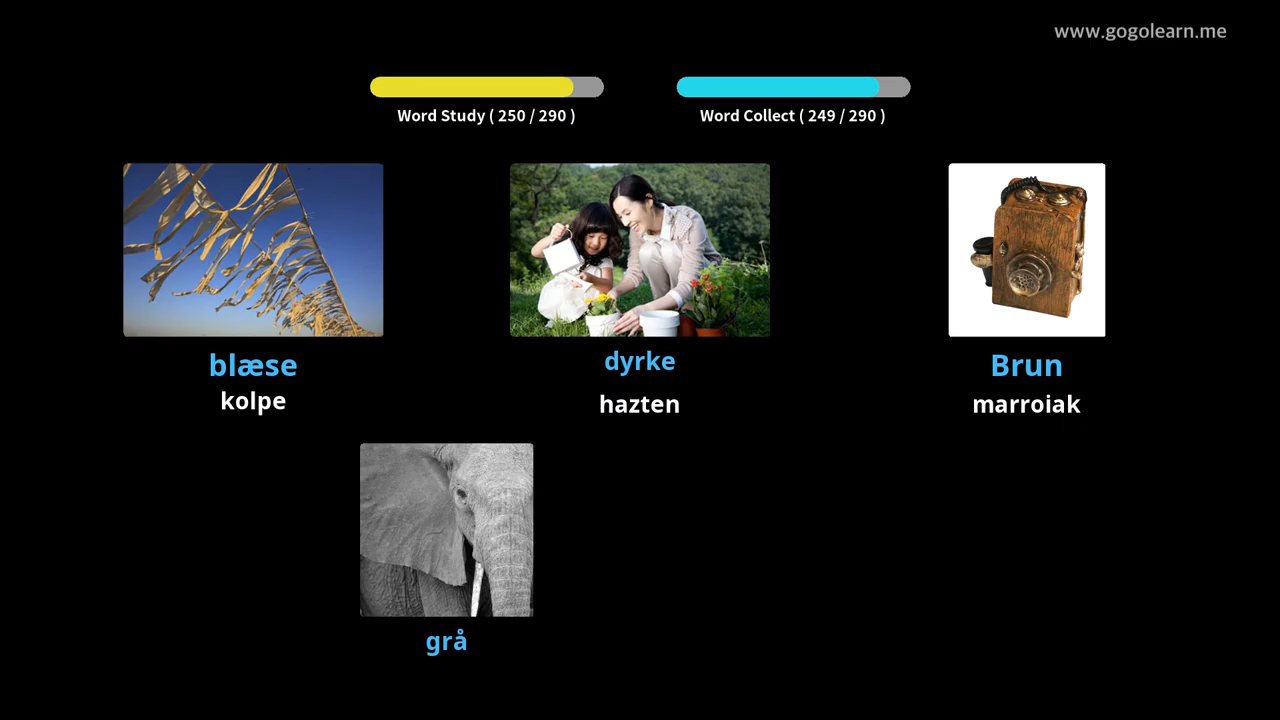 www.gogolearn.me
Word Study ( 250 / 290 )
Word Collect ( 249 / 290 )
blæse
kolpe
dyrke
hazten
Brun
marroiak
grå